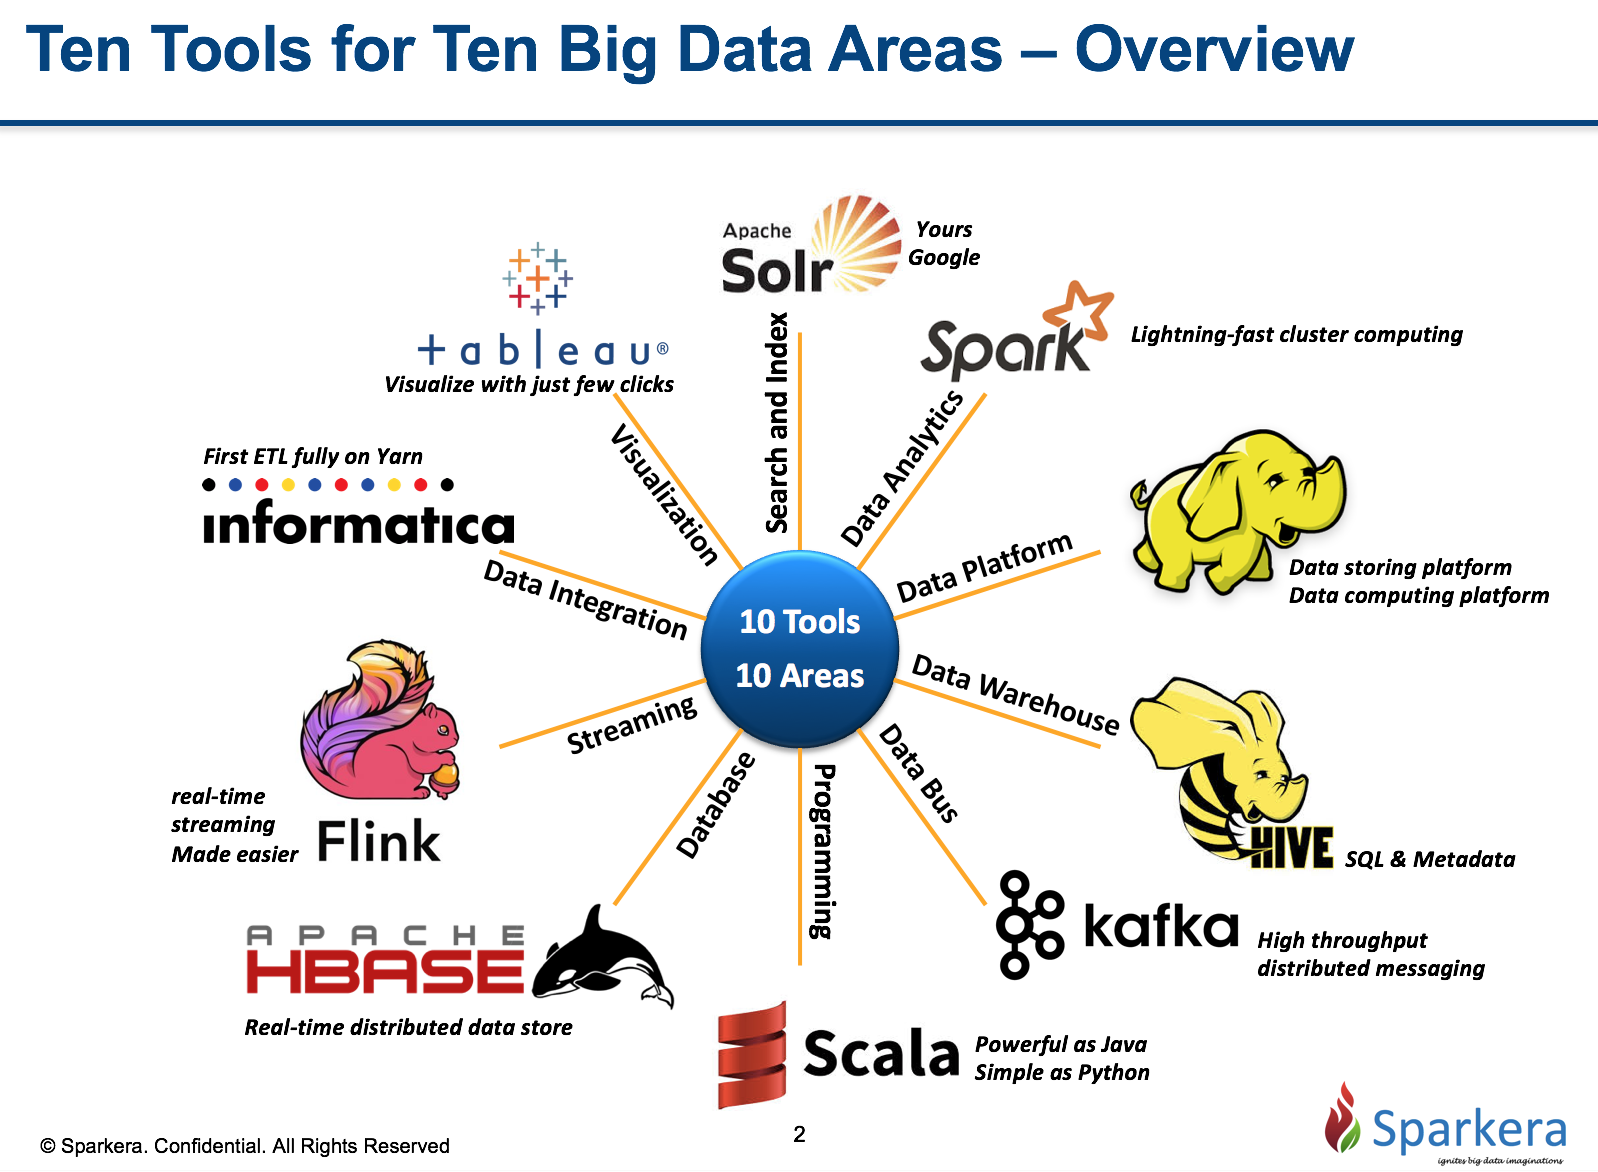 Ten Tools for Ten Big Data Areas – Overview
Apache
Solr
Yours
Google
Search and Index
Spark
Lightning-fast cluster computing
Data Analytics
Data storing platform
Data computing platform
Data Platform
HIVE
SQL & Metadata
Data Warehouse
kafka
High throughput
distributed messaging
Data Bus
Scala
Powerful as Java
Simple as Python
Programming
APACHE
HBASE
Real-time distributed data store
Database
Flink
real-time
streaming
Made easier
Streaming
First ETL fully on Yarn
informatica
Data Integration
+ableau®
Visualize with just few clicks
Visualization
10 Tools
10 Areas
© Sparkera. Confidential. All Rights Reserved
2
Sparkera
ignites big data imaginations